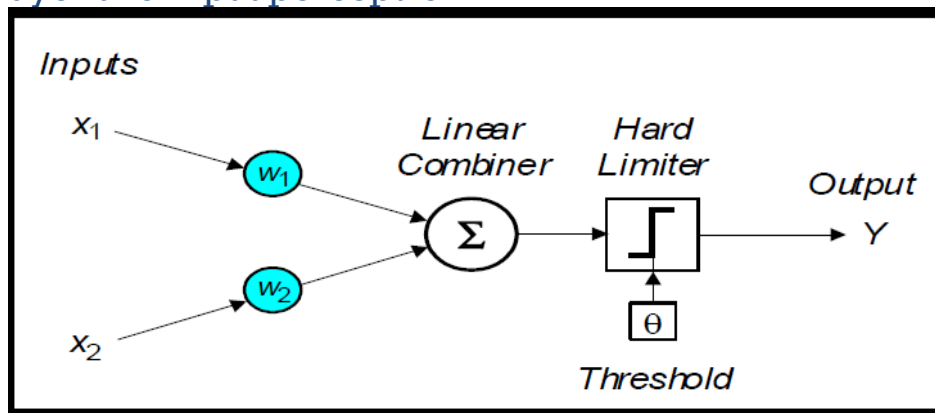 Inputs
x1
w1
Linear
Combiner
Hard
Limiter
Σ
Output
Y
w2
θ
x2
Threshold